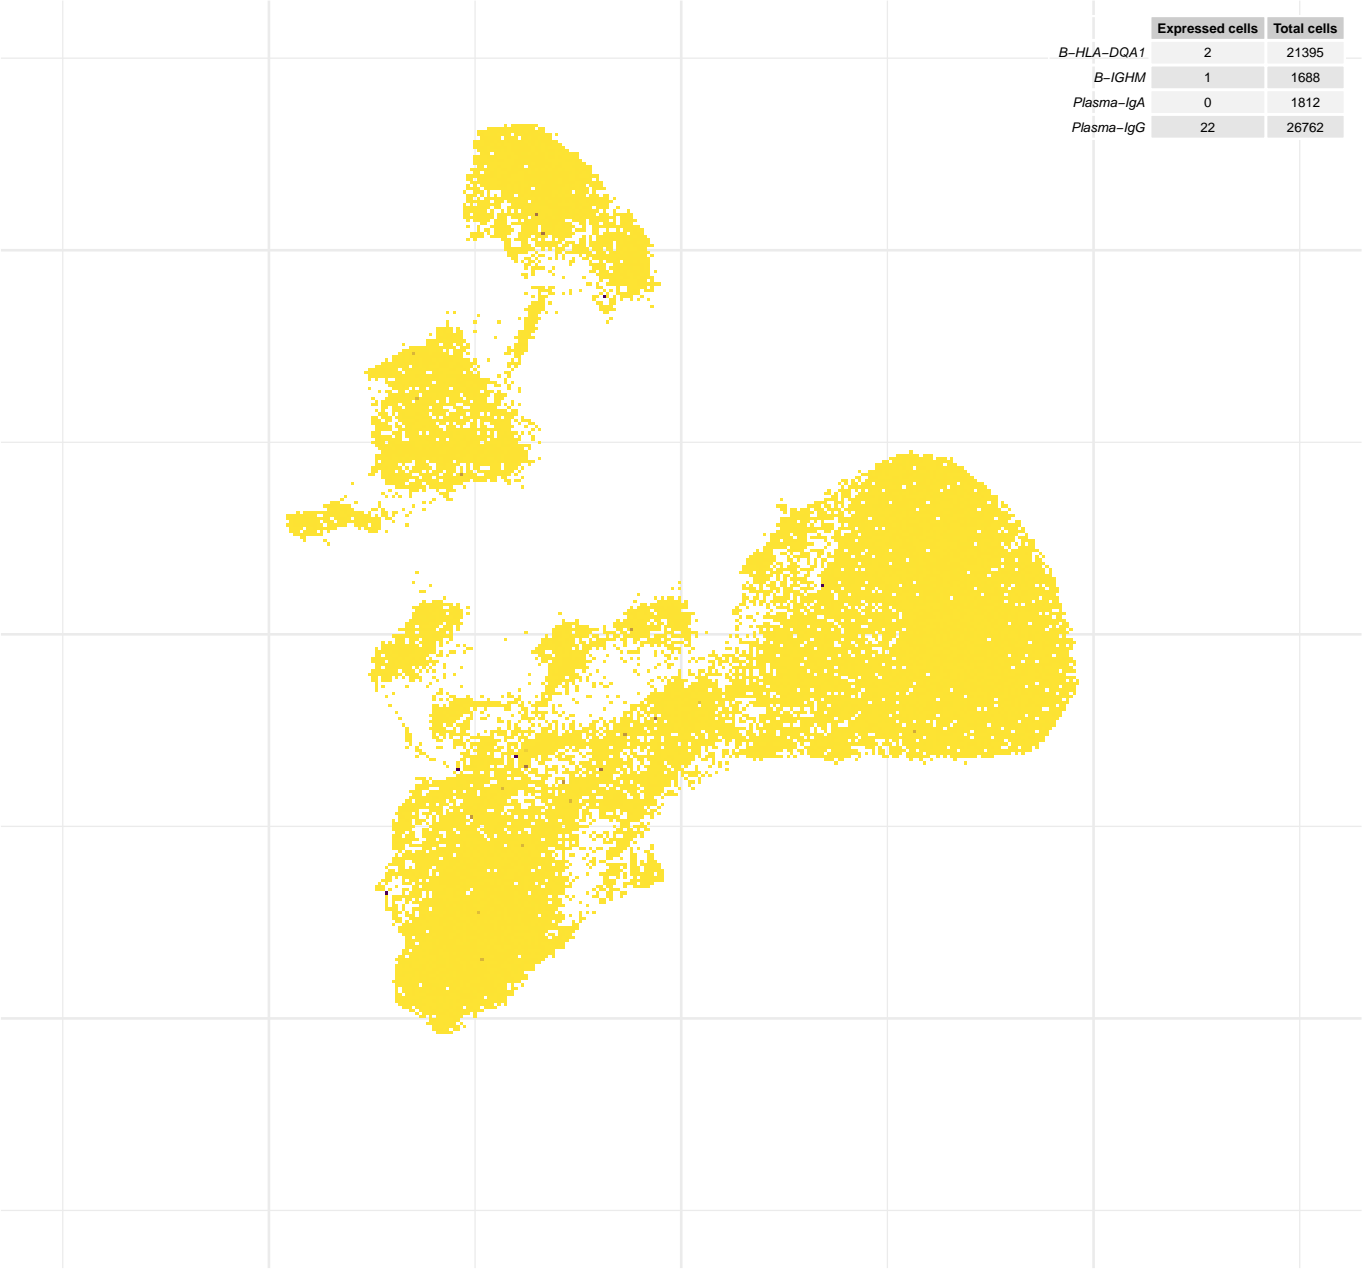 Expressed cells Total cells
B−HLA−DQA1 2 21395
B−IGHM 1 1688
Plasma−IgA 0 1812
Plasma−IgG 22 26762